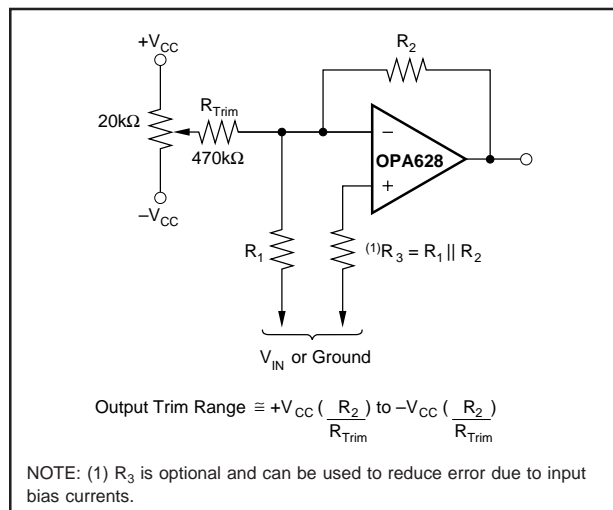 +V_CC
R_2
R_Trim
20kΩ
470kΩ
−
OPA628
+
−V_CC
R_1
(1)R_3 = R_1 || R_2
V_IN or Ground
Output Trim Range ≅ +V_CC ( R_2 / R_Trim ) to −V_CC ( R_2 / R_Trim )
NOTE: (1) R_3 is optional and can be used to reduce error due to input
bias currents.